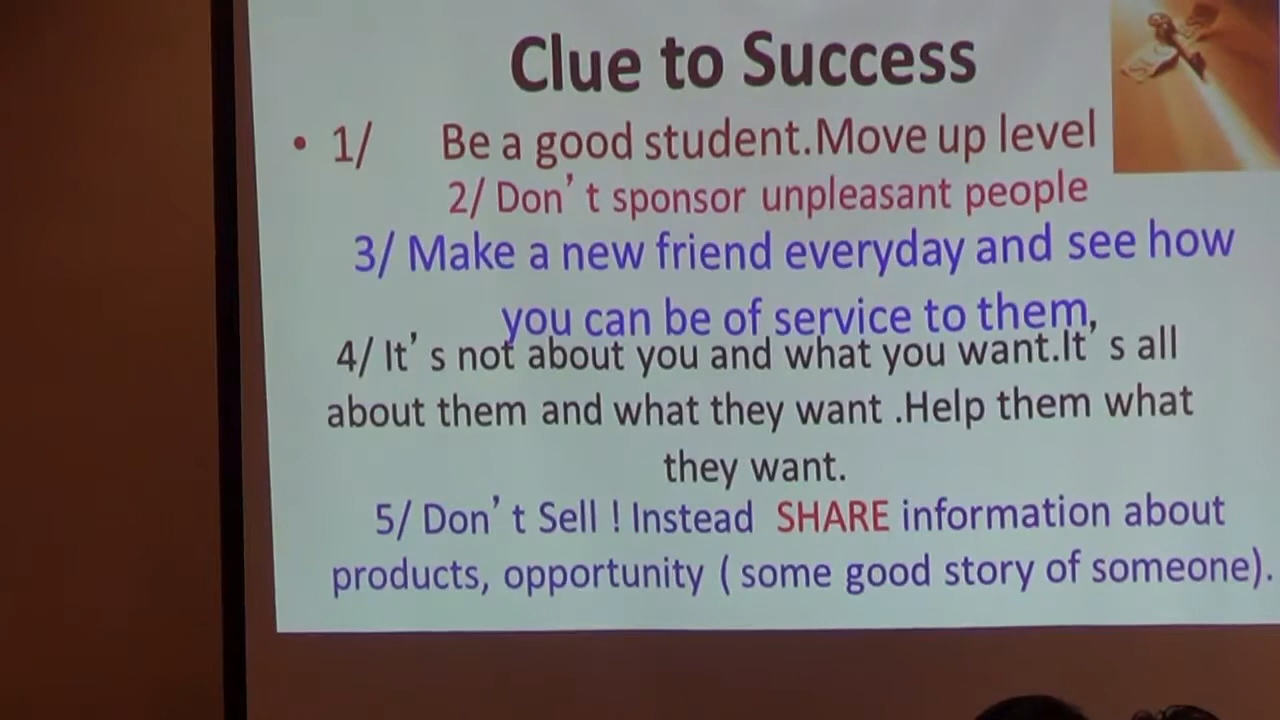 Clue to Success
• 1/ Be a good student.Move up level
2/ Don't sponsor unpleasant people
3/ Make a new friend everyday and see how
you can be of service to them,
4/ It's not about you and what you want.It's all
about them and what they want .Help them what
they want.
5/ Don't Sell ! Instead SHARE information about
products, opportunity ( some good story of someone).